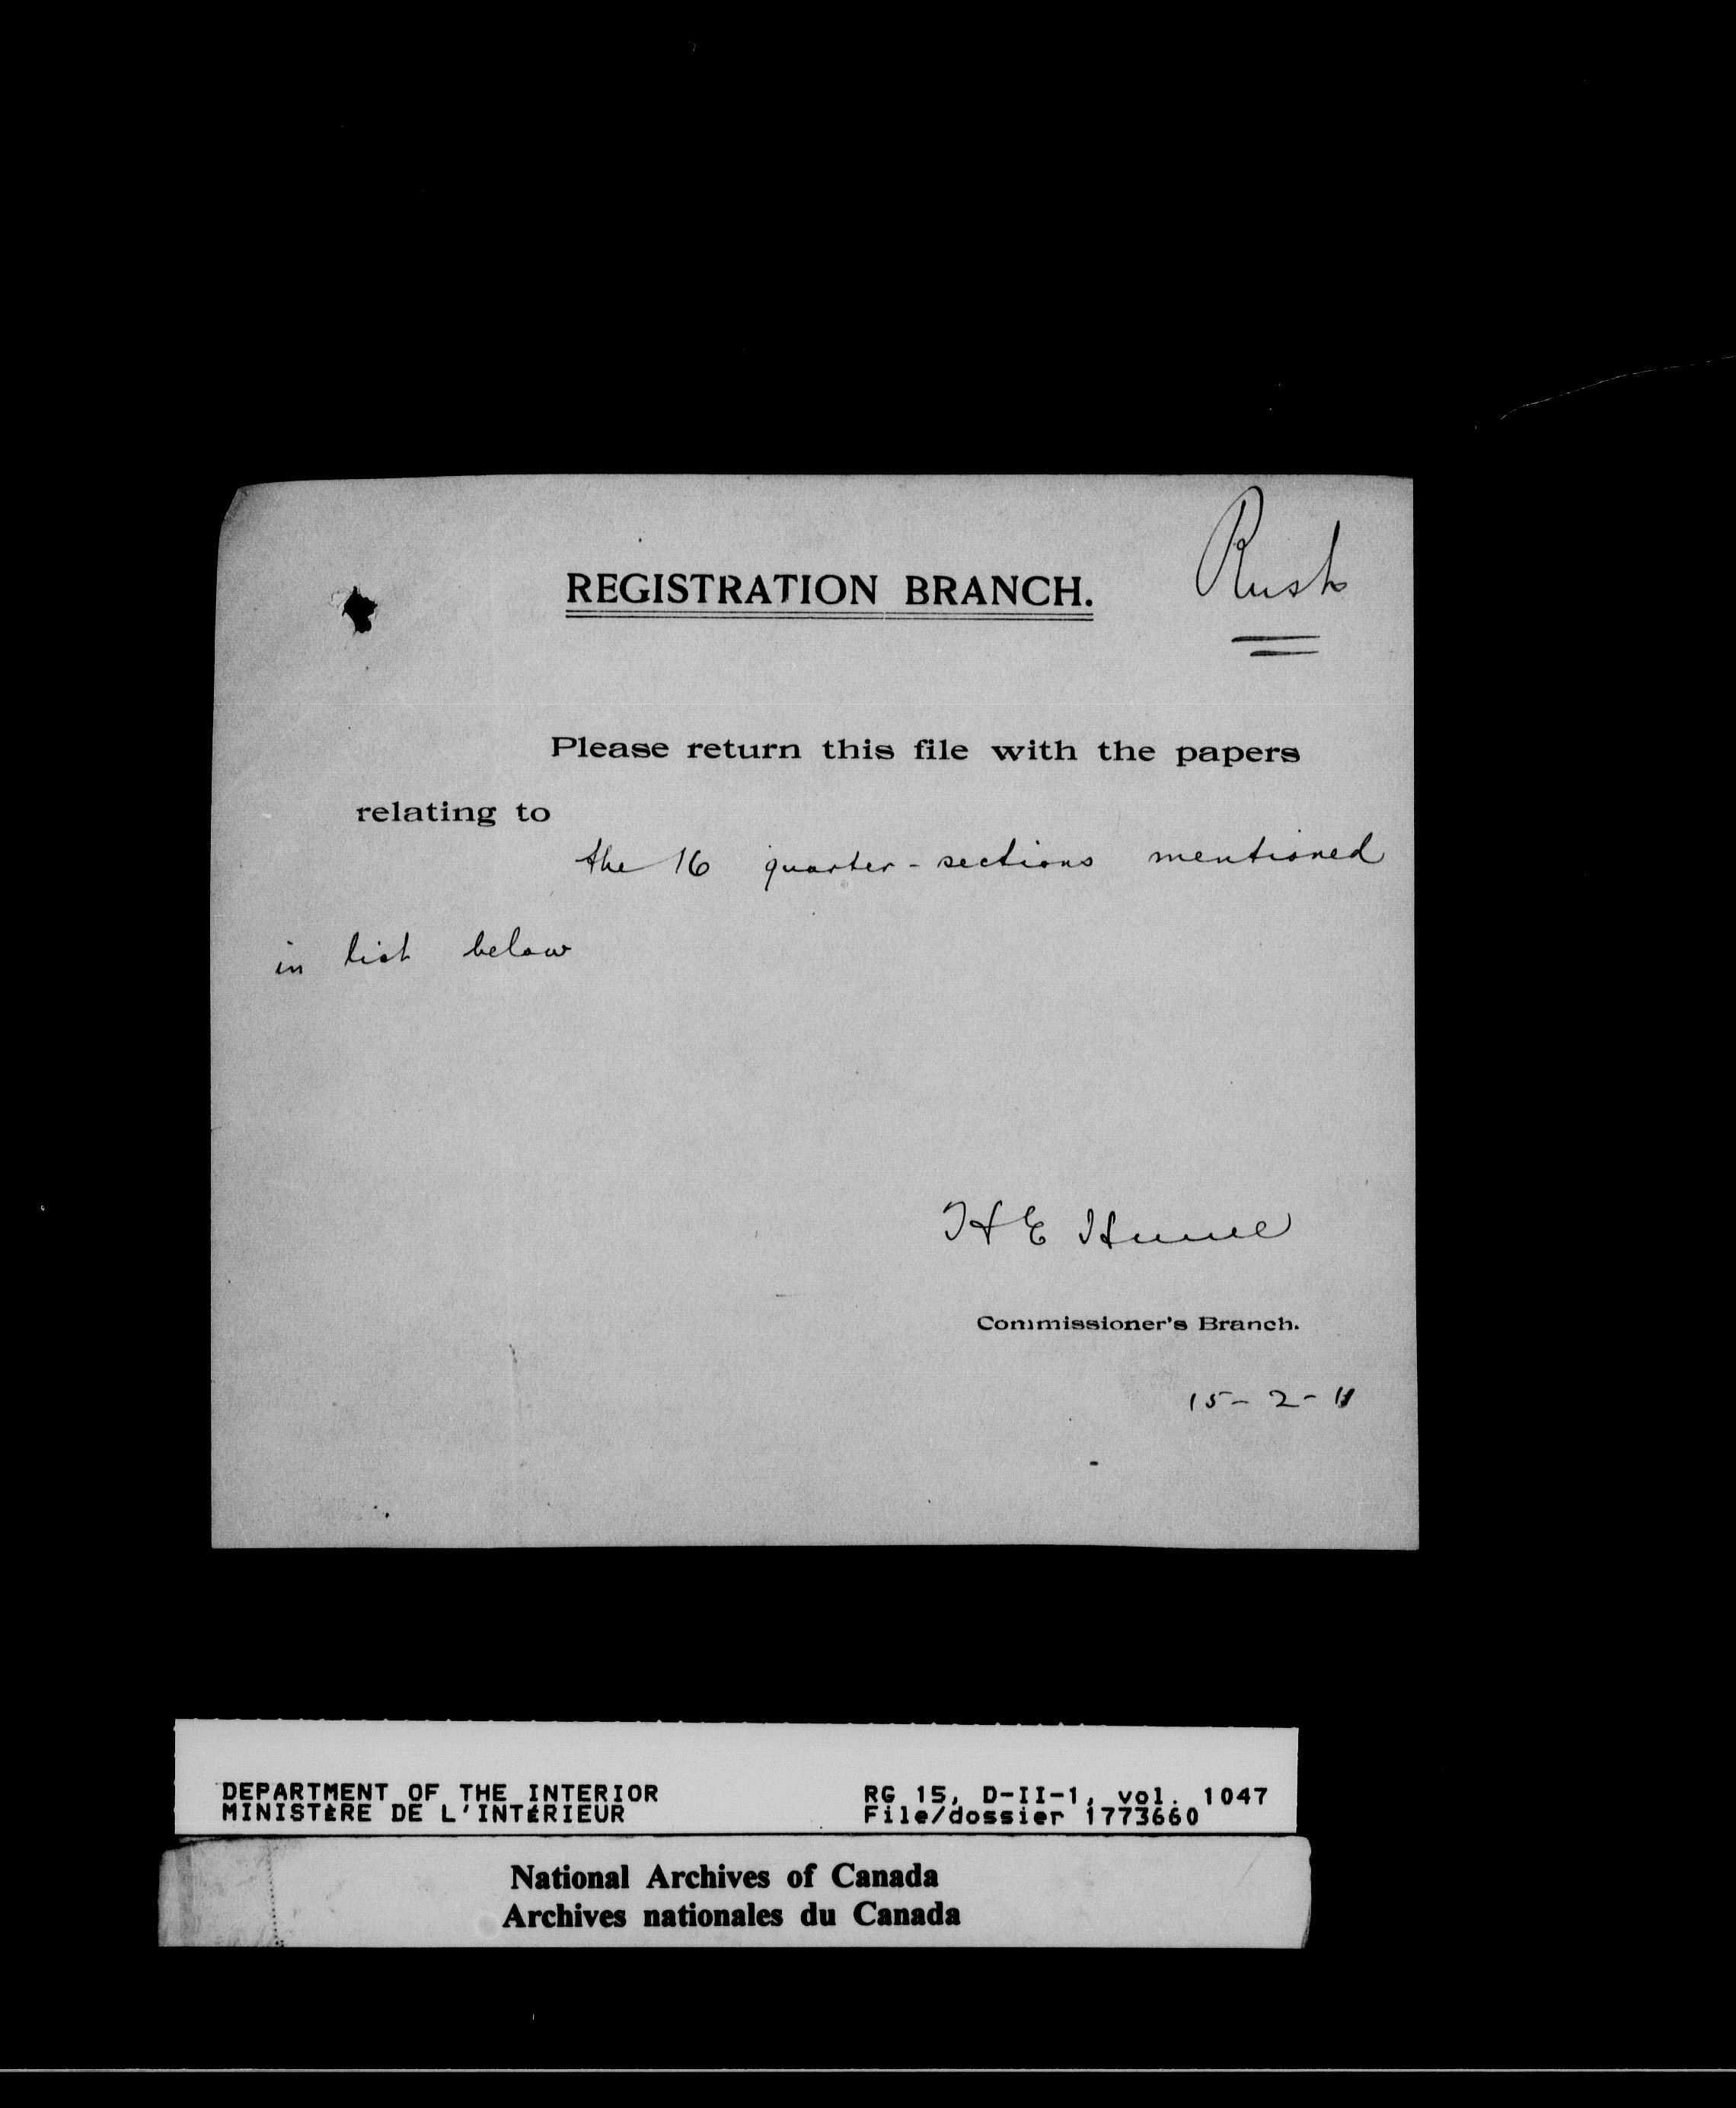 Rush
REGISTRATION BRANCH.
Please return this file with the papers
relating to
the 16 quarter-sections mentioned
in list below
H E Hume
Commissioner's Branch.
15-2-11
DEPARTMENT OF THE INTERIOR
MINISTÈRE DE L'INTÉRIEUR
RG 15, D-II-1, vol. 1047
File/dossier 1773660
National Archives of Canada
Archives nationales du Canada